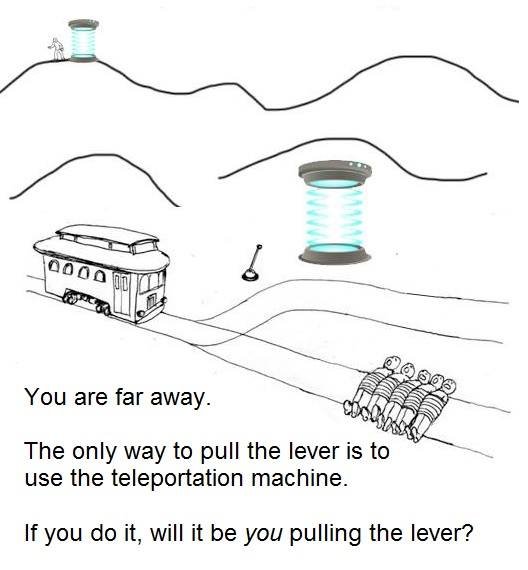 You are far away.
The only way to pull the lever is to
use the teleportation machine.
If you do it, will it be you pulling the lever?